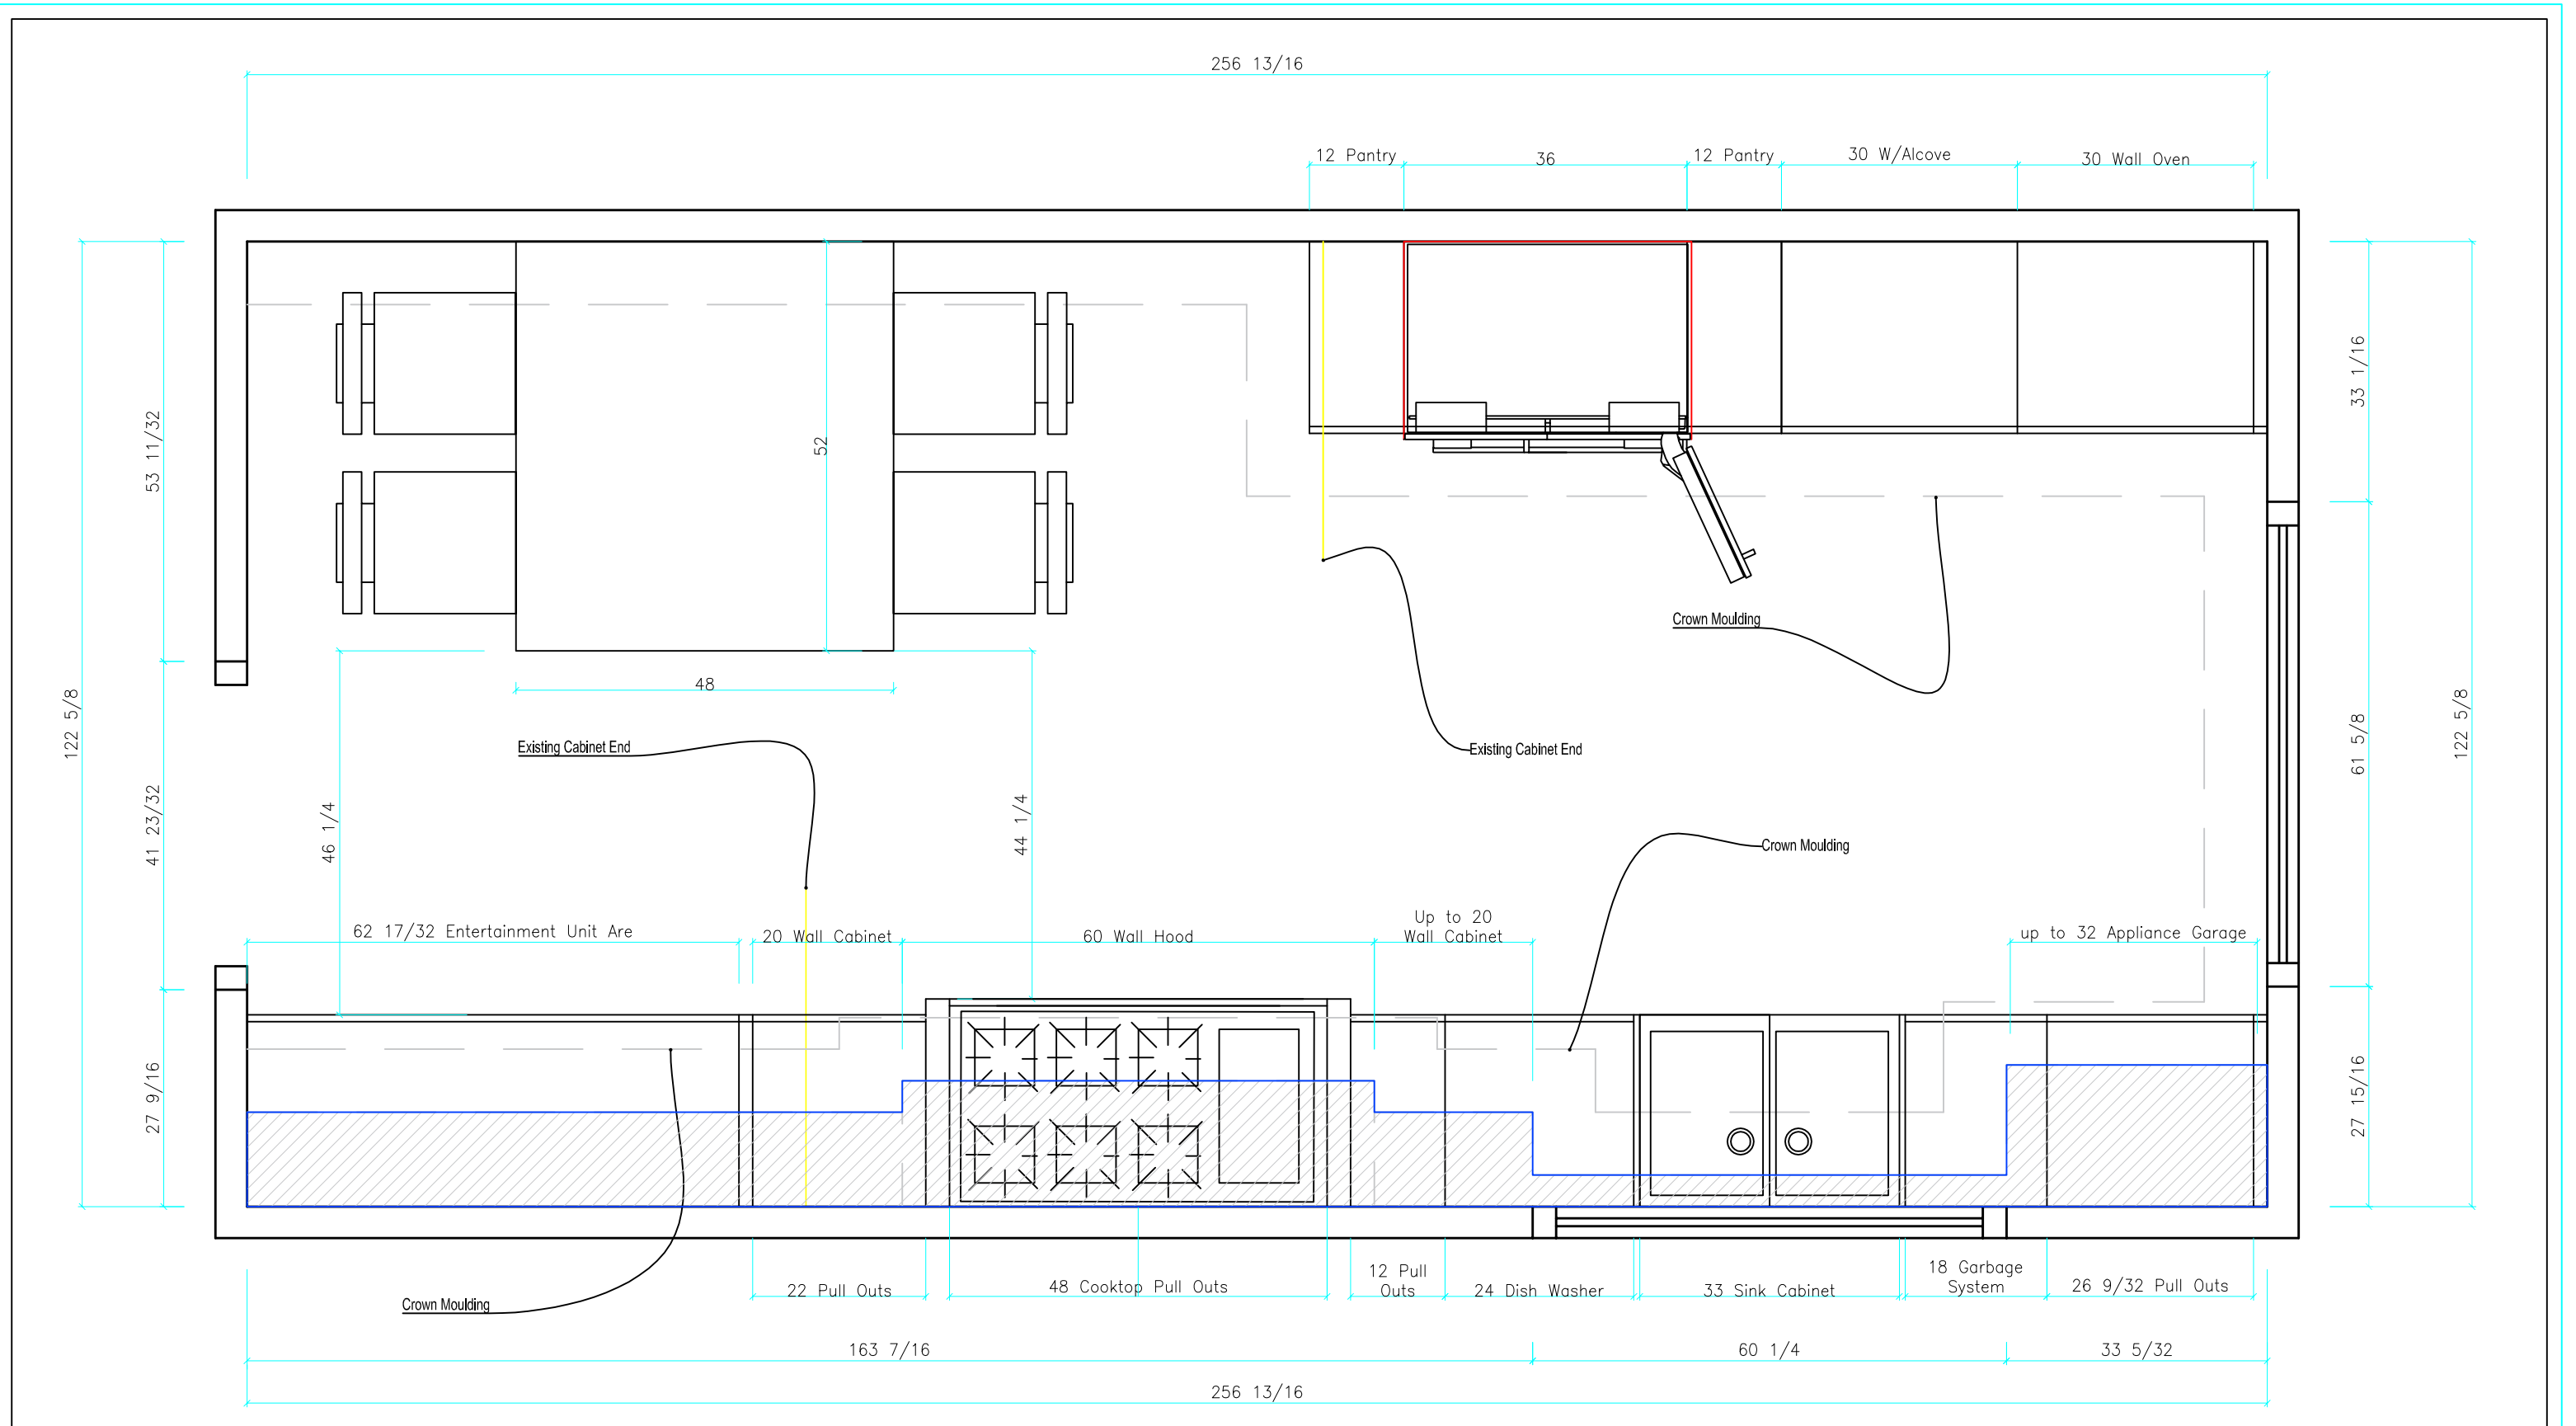 256 13/16
12 Pantry
36
12 Pantry
30 W/Alcove
30 Wall Oven
53 11/32
52
33 1/16
Crown Moulding
48
122 5/8
Existing Cabinet End
Existing Cabinet End
61 5/8
122 5/8
46 1/4
41 23/32
44 1/4
Crown Moulding
62 17/32 Entertainment Unit Are
20 Wall Cabinet
60 Wall Hood
Up to 20
Wall Cabinet
up to 32 Appliance Garage
27 9/16
27 15/16
Crown Moulding
22 Pull Outs
48 Cooktop Pull Outs
12 Pull
Outs
24 Dish Washer
33 Sink Cabinet
18 Garbage
System
26 9/32 Pull Outs
163 7/16
60 1/4
33 5/32
256 13/16